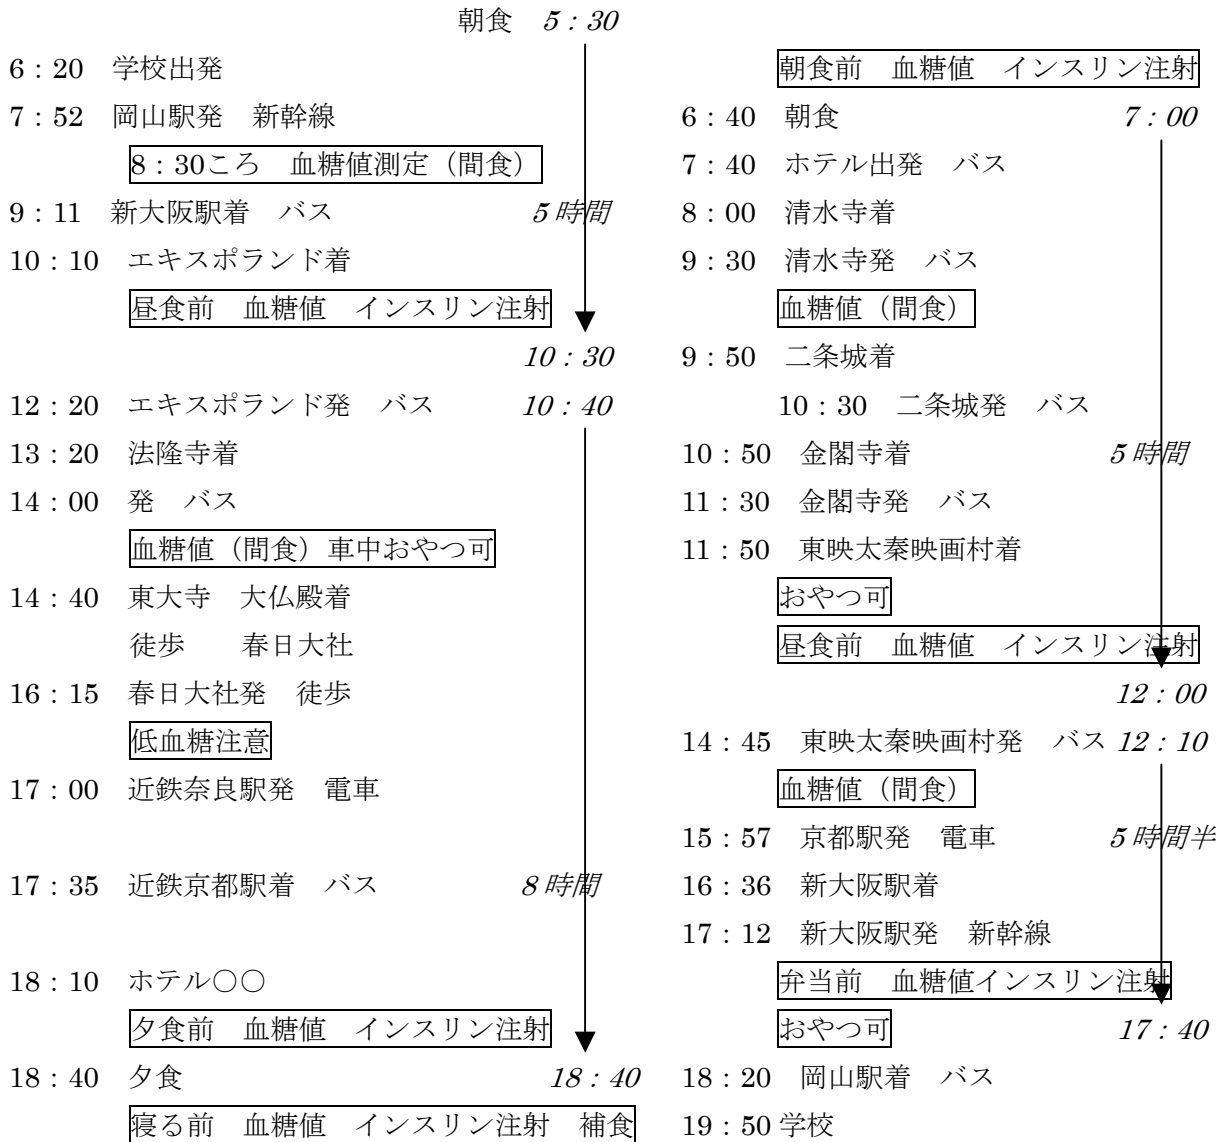 朝食　5：30
6：20　学校出発
7：52　岡山駅発　新幹線
8：30ころ　血糖値測定（間食）
9：11　新大阪駅着　バス　5時間
10：10　エキスポランド着
昼食前　血糖値　インスリン注射
10：30
12：20　エキスポランド発　バス　10：40
13：20　法隆寺着
14：00　発　バス
血糖値（間食）車中おやつ可
14：40　東大寺　大仏殿着
徒歩　　春日大社
16：15　春日大社発　徒歩
低血糖注意
17：00　近鉄奈良駅発　電車
17：35　近鉄京都駅着　バス　8時間
18：10　ホテル○○
夕食前　血糖値　インスリン注射
18：40　夕食　18：40
寝る前　血糖値　インスリン注射　補食
朝食前　血糖値　インスリン注射
6：40　朝食　7：00
7：40　ホテル出発　バス
8：00　清水寺着
9：30　清水寺発　バス
血糖値（間食）
9：50　二条城着
10：30　二条城発　バス
10：50　金閣寺着　5時間
11：30　金閣寺発　バス
11：50　東映太秦映画村着
おやつ可
昼食前　血糖値　インスリン注射
12：00
14：45　東映太秦映画村発　バス 12：10
血糖値（間食）
15：57　京都駅発　電車　5時間半
16：36　新大阪駅着
17：12　新大阪駅発　新幹線
弁当前　血糖値インスリン注射
おやつ可　17：40
18：20　岡山駅着　バス
19：50 学校